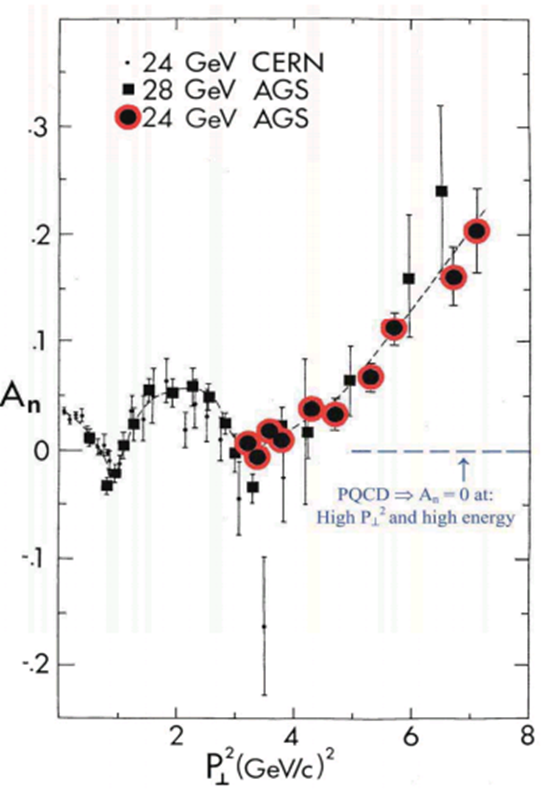 · 24 GeV CERN
■ 28 GeV AGS
● 24 GeV AGS
.3
.2
.1
An
0
PQCD ⇒ An = 0 at:
High P⊥² and high energy
-.1
-.2
2 4 6 8
P⊥²(GeV/c)²